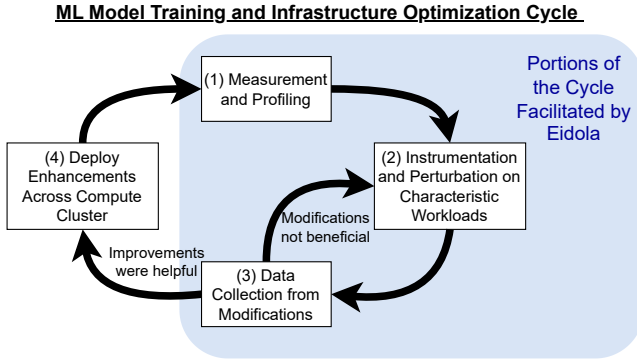 ML Model Training and Infrastructure Optimization Cycle
(1) Measurement
and Profiling
Portions of
the Cycle
Facilitated by
Eidola
(2) Instrumentation
and Perturbation on
Characteristic
Workloads
(4) Deploy
Enhancements
Across Compute
Cluster
Modifications
not beneficial
Improvements
were helpful
(3) Data
Collection from
Modifications